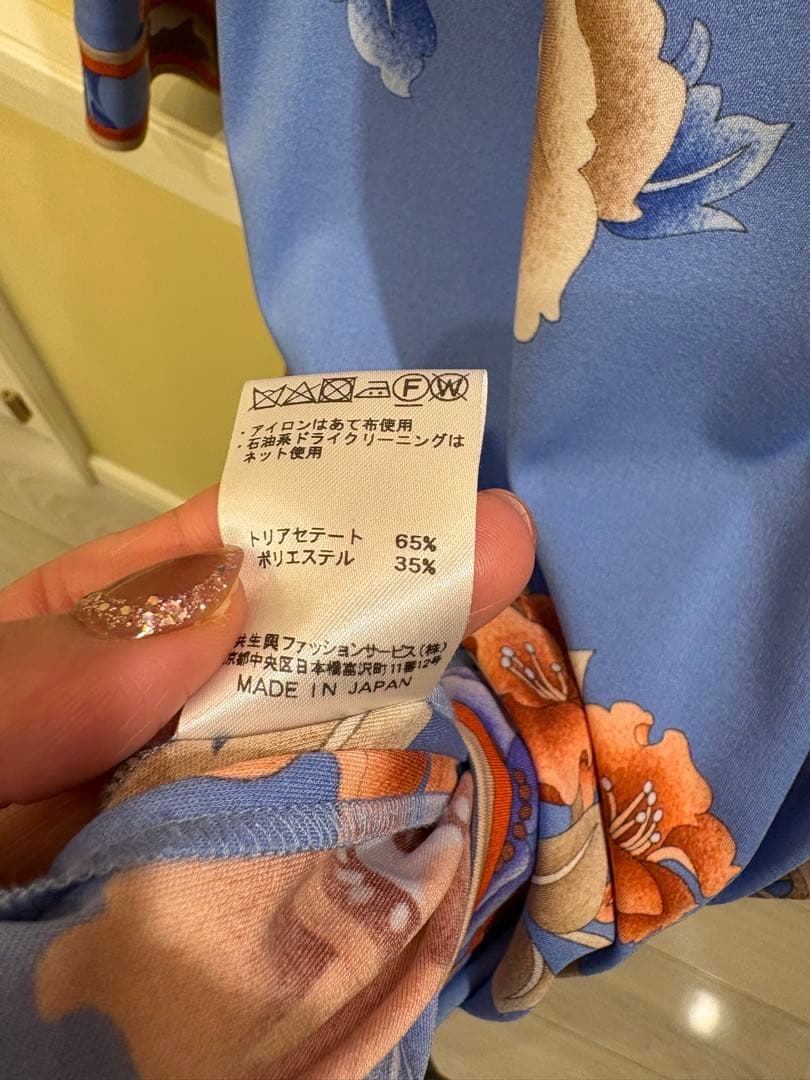 F W
・アイロンはあて布使用
・石油系ドライクリーニングは
ネット使用
トリアセテート 65%
ポリエステル 35%
共生興ファッションサービス(株)
京都中央区日本橋富沢町11番12号
MADE IN JAPAN